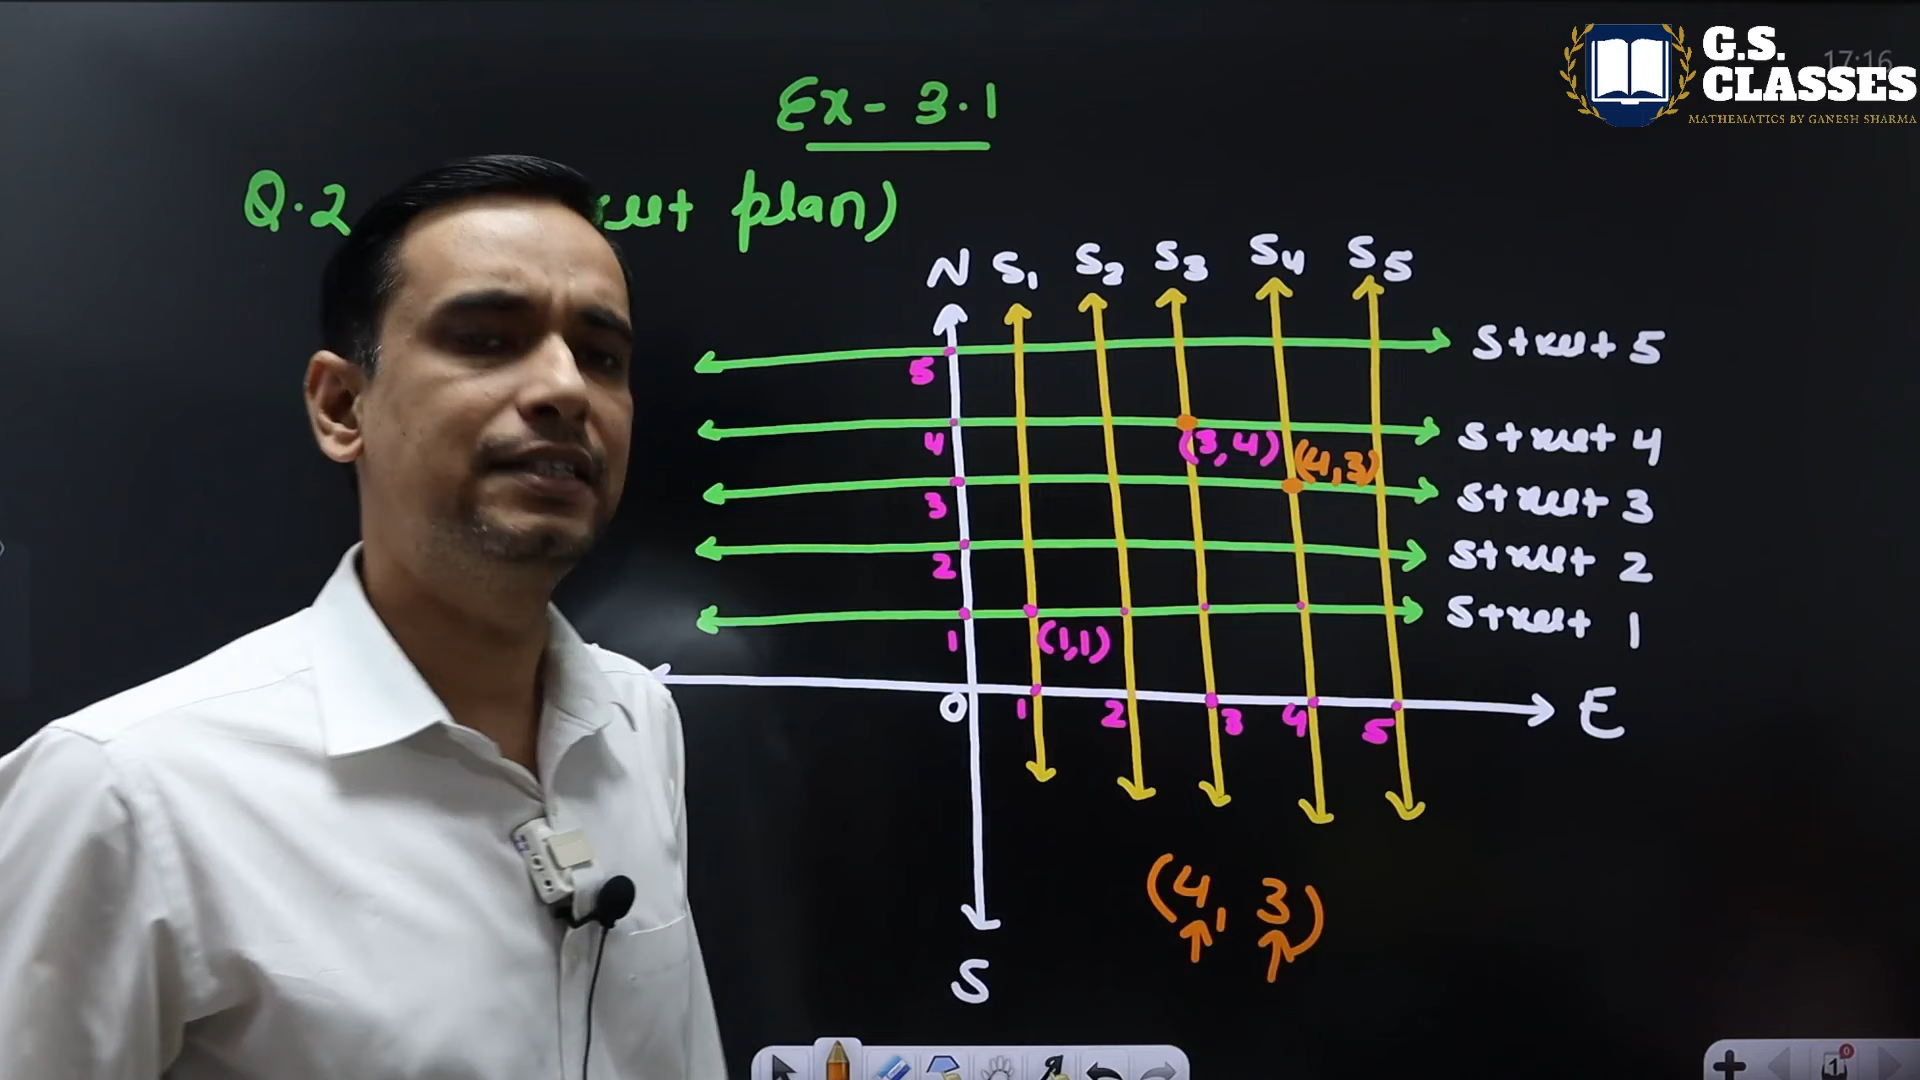 G.S.
CLASSES
MATHEMATICS BY GANESH SHARMA
17:16
Ex - 3.1
Q.2 plan)
N S1 S2 S3 S4 S5
5 Street 5
4 Street 4
(3,4) (4,3)
3 Street 3
2 Street 2
1 Street 1
(1,1)
0 1 2 3 4 5 E
(4, 3)
S
1
0